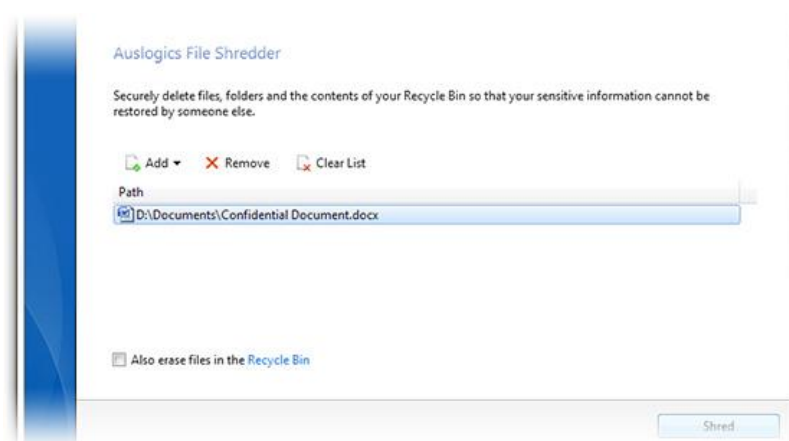 Auslogics File Shredder
Securely delete files, folders and the contents of your Recycle Bin so that your sensitive information cannot be
restored by someone else.
Add Remove Clear List
Path
D:\Documents\Confidential Document.docx
Also erase files in the Recycle Bin
Shred